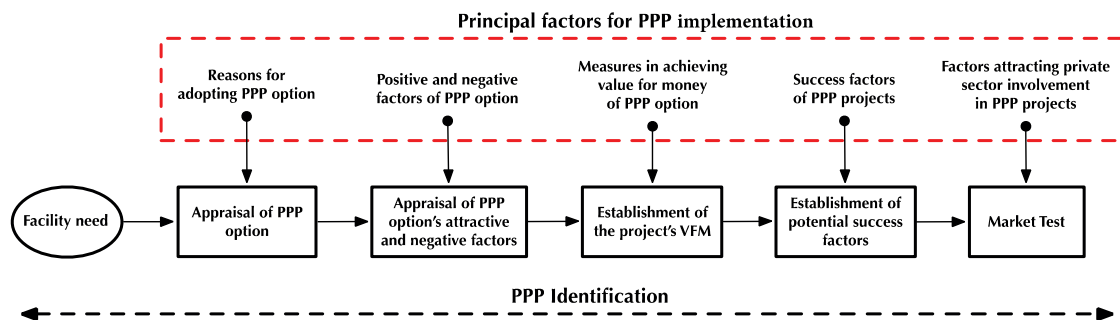 Principal factors for PPP implementation
Reasons for
adopting PPP option
Positive and negative
factors of PPP option
Measures in achieving
value for money
of PPP option
Success factors
of PPP projects
Factors attracting private
sector involvement
in PPP projects
Facility need
Appraisal of PPP
option
Appraisal of PPP
option's attractive
and negative factors
Establishment of
the project's VFM
Establishment of
potential success
factors
Market Test
PPP Identification